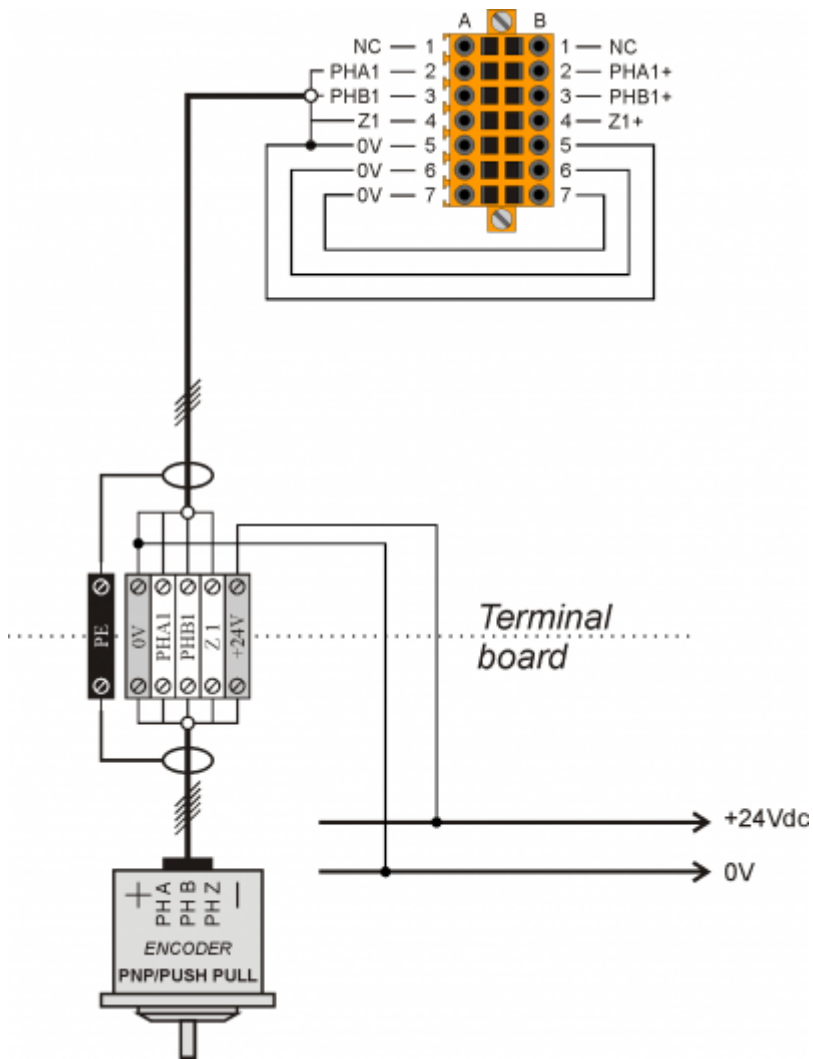 A B
NC 1 1 NC
PHA1 2 2 PHA1+
PHB1 3 3 PHB1+
Z1 4 4 Z1+
0V 5 5
0V 6 6
0V 7 7
PE 0V PHA1 PHB1 Z1 +24V
Terminal
board
+24Vdc
0V
+ PH A PH B PH Z −
ENCODER
PNP/PUSH PULL